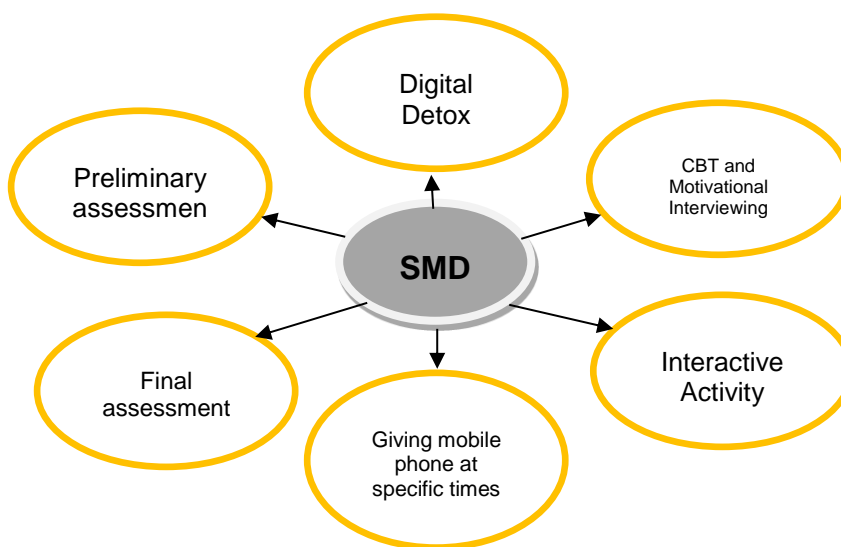 Digital
Detox
Preliminary
assessmen
CBT and
Motivational
Interviewing
SMD
Final
assessment
Interactive
Activity
Giving mobile
phone at
specific times